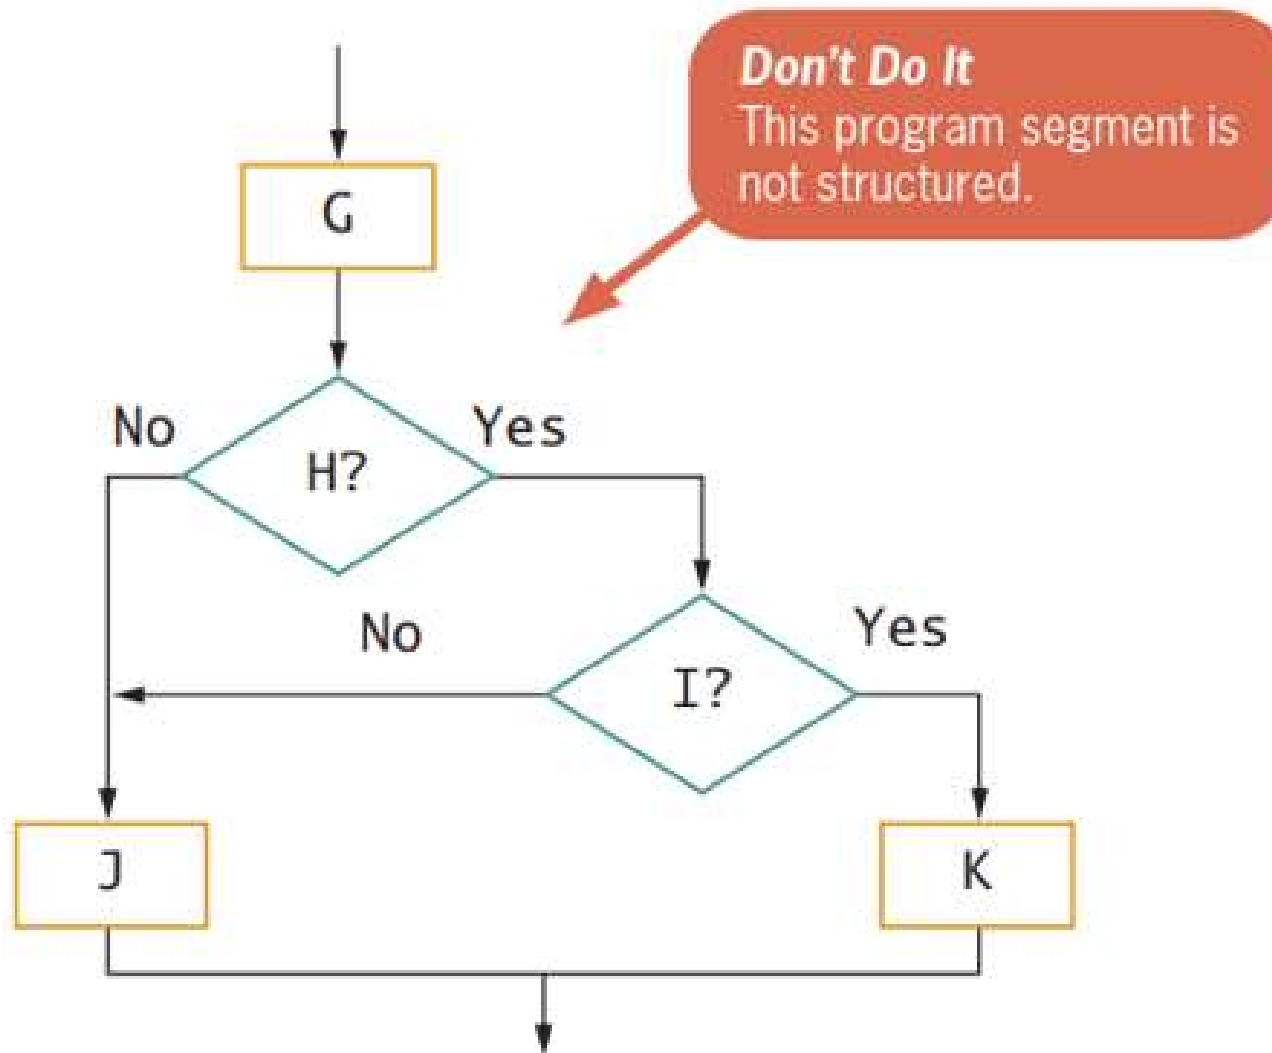 Don't Do It
This program segment is
not structured.
G
No
Yes
H?
No
Yes
I?
J
K